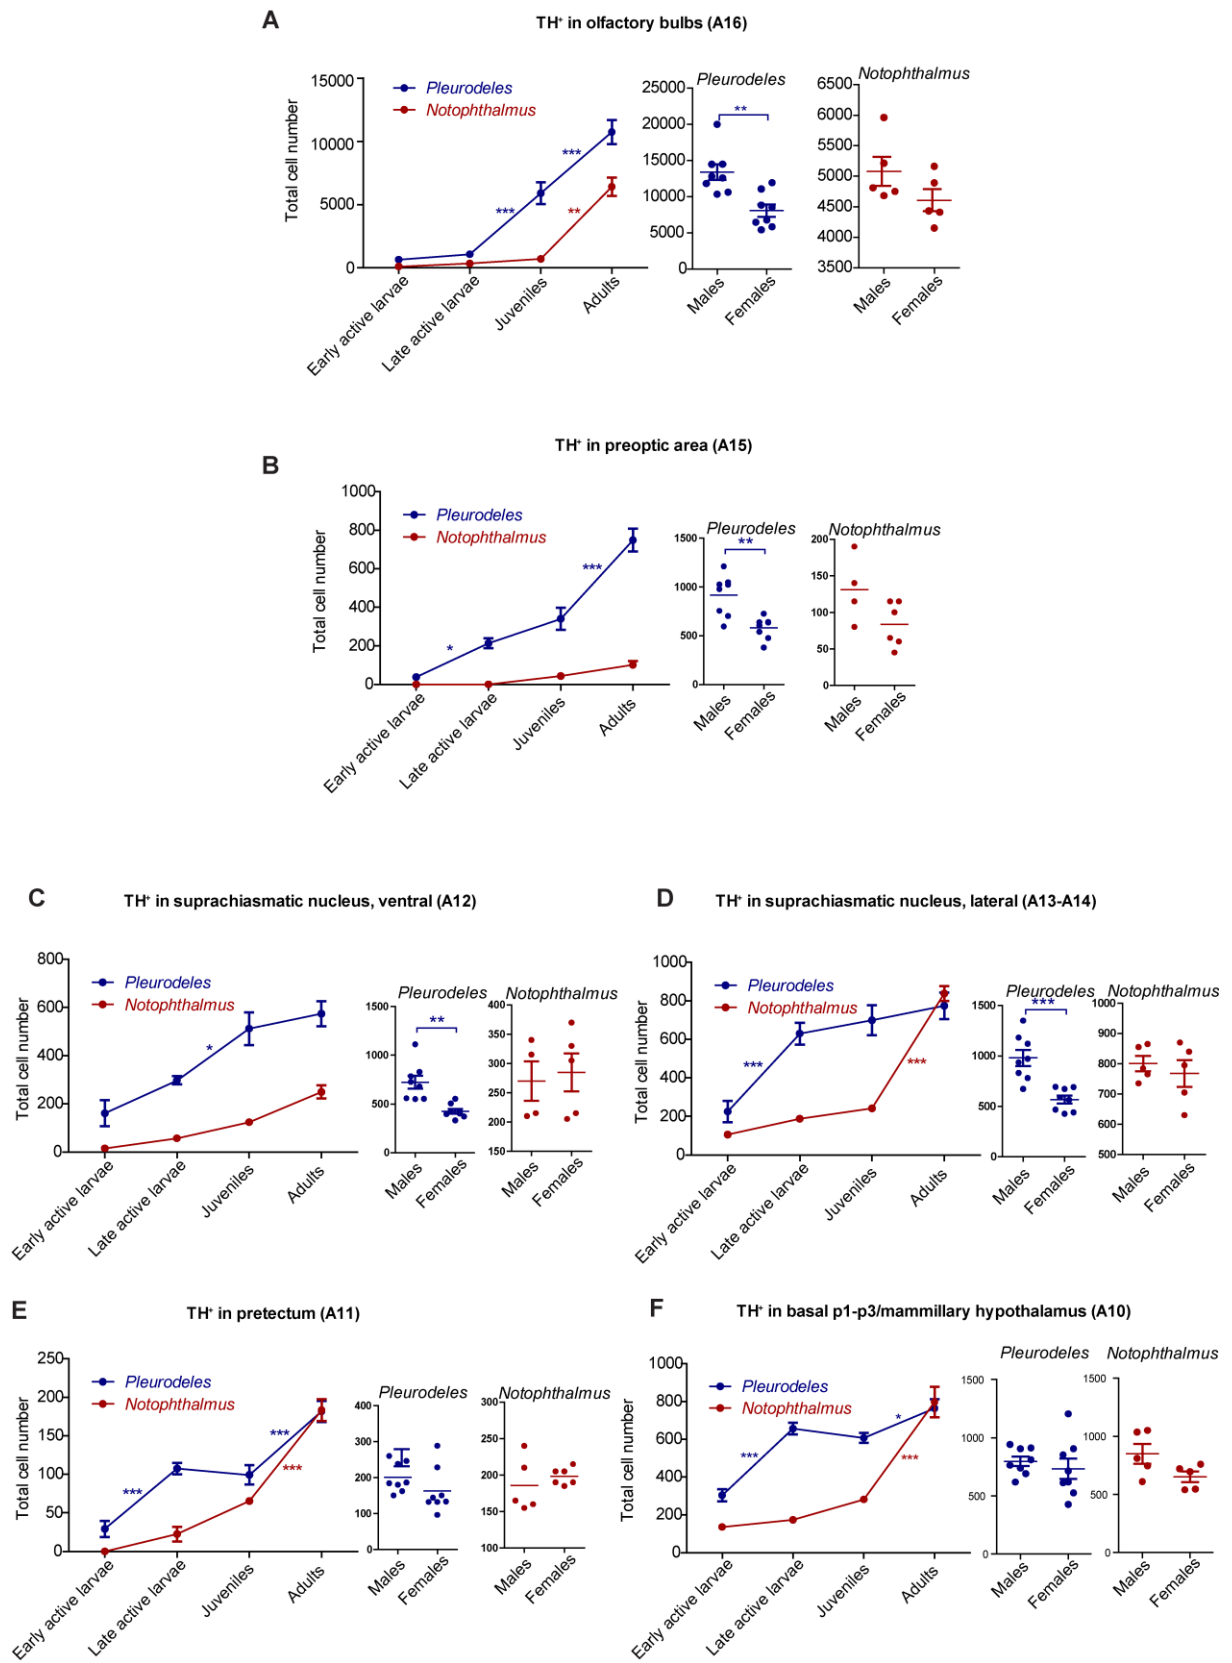 A
TH⁺ in olfactory bulbs (A16)
Total cell number
15000
10000
5000
0
Pleurodeles
Notophthalmus
***
***
**
Early active larvae
Late active larvae
Juveniles
Adults
Pleurodeles
25000
20000
15000
10000
5000
0
**
Males
Females
Notophthalmus
6500
6000
5500
5000
4500
4000
3500
Males
Females
B
TH⁺ in preoptic area (A15)
Total cell number
1000
800
600
400
200
0
Pleurodeles
Notophthalmus
*
***
Early active larvae
Late active larvae
Juveniles
Adults
Pleurodeles
1500
1000
500
0
**
Males
Females
Notophthalmus
200
150
100
50
0
Males
Females
C
TH⁺ in suprachiasmatic nucleus, ventral (A12)
Total cell number
800
600
400
200
0
Pleurodeles
Notophthalmus
*
Early active larvae
Late active larvae
Juveniles
Adults
Pleurodeles
1500
1000
500
0
**
Males
Females
Notophthalmus
400
350
300
250
200
150
Males
Females
D
TH⁺ in suprachiasmatic nucleus, lateral (A13-A14)
Total cell number
1000
800
600
400
200
0
Pleurodeles
Notophthalmus
***
***
Early active larvae
Late active larvae
Juveniles
Adults
Pleurodeles
1500
1000
500
0
***
Males
Females
Notophthalmus
1000
900
800
700
600
500
Males
Females
E
TH⁺ in pretectum (A11)
Total cell number
250
200
150
100
50
0
Pleurodeles
Notophthalmus
***
***
***
Early active larvae
Late active larvae
Juveniles
Adults
Pleurodeles
400
300
200
100
0
Males
Females
Notophthalmus
300
250
200
150
100
Males
Females
F
TH⁺ in basal p1-p3/mammillary hypothalamus (A10)
Total cell number
1000
800
600
400
200
0
Pleurodeles
Notophthalmus
***
*
***
Early active larvae
Late active larvae
Juveniles
Adults
Pleurodeles
1500
1000
500
0
Males
Females
Notophthalmus
1500
1000
500
0
Males
Females